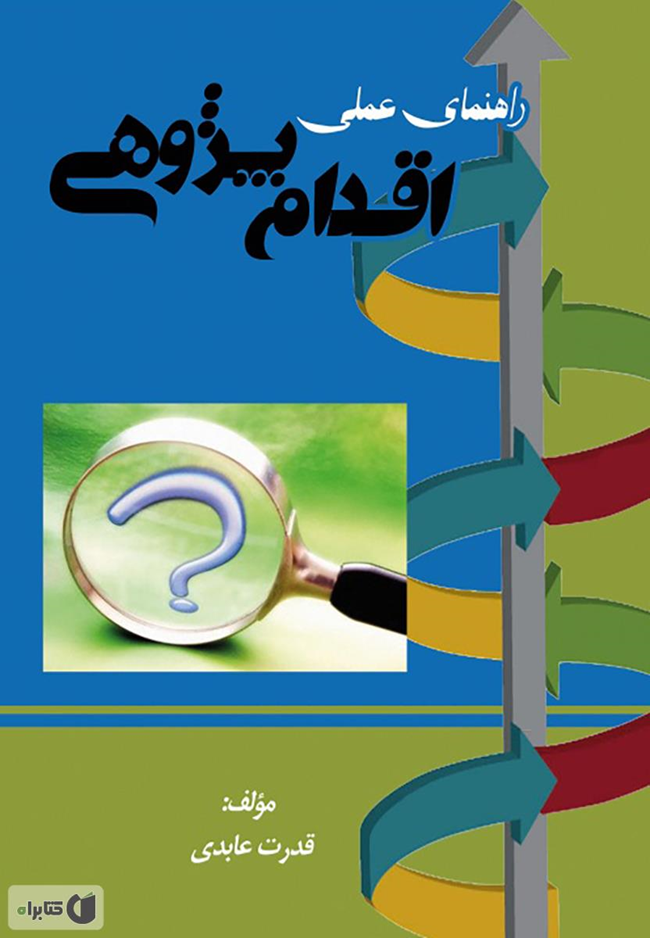 راهنمای عملی
اقدام پژوهی
مؤلف:
قدرت عابدی
کتابراه